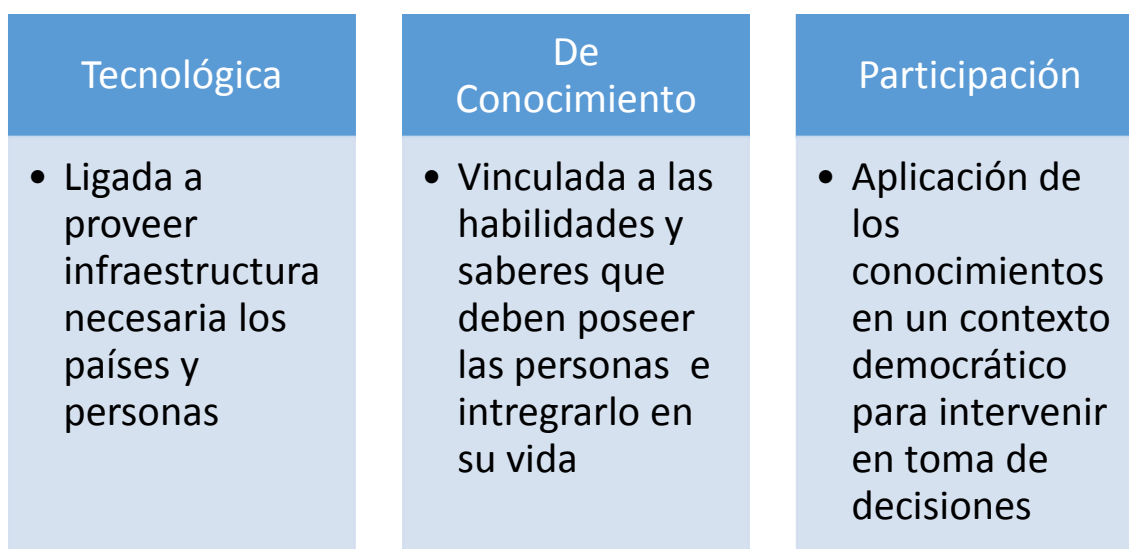 Tecnológica
• Ligada a
proveer
infraestructura
necesaria los
países y
personas
De
Conocimiento
• Vinculada a las
habilidades y
saberes que
deben poseer
las personas e
intregrarlo en
su vida
Participación
• Aplicación de
los
conocimientos
en un contexto
democrático
para intervenir
en toma de
decisiones